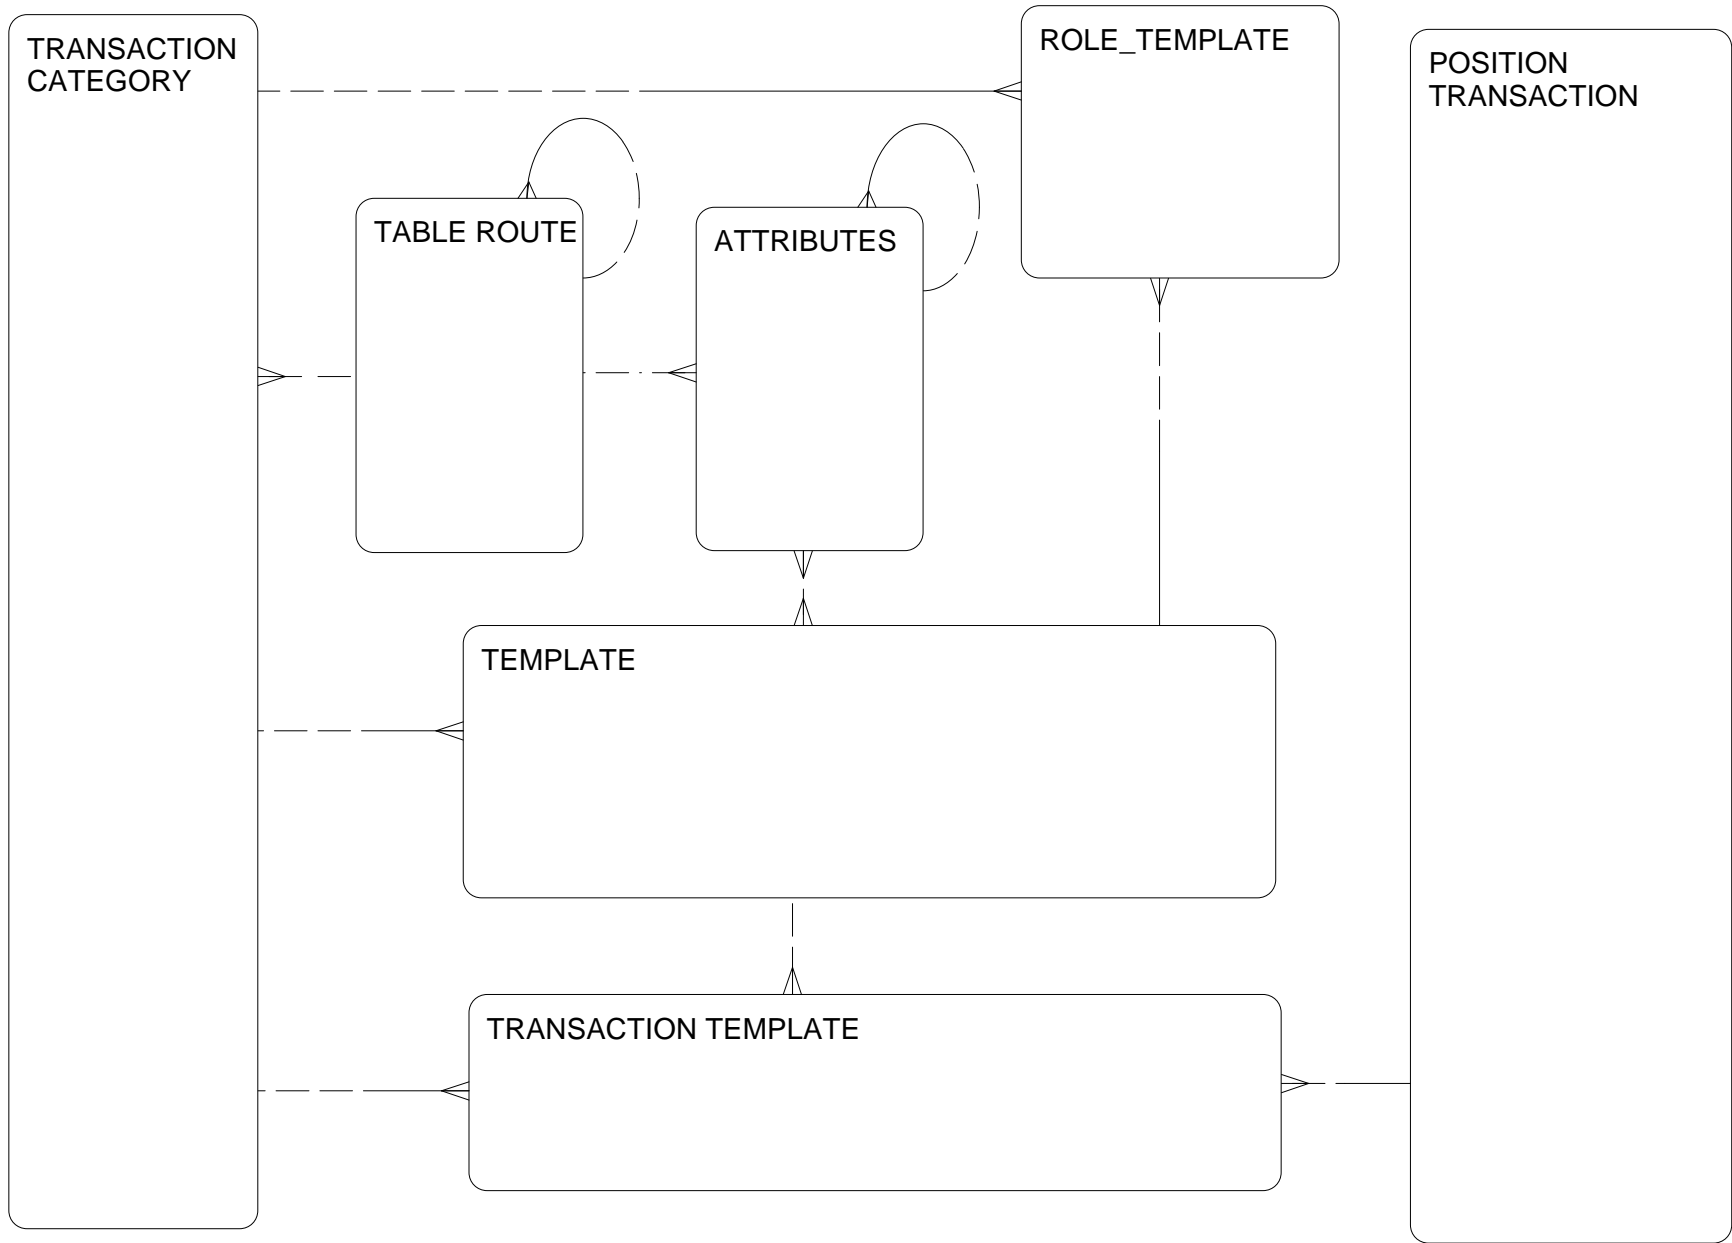 TRANSACTION
CATEGORY
ROLE_TEMPLATE
POSITION
TRANSACTION
TABLE ROUTE
ATTRIBUTES
TEMPLATE
TRANSACTION TEMPLATE